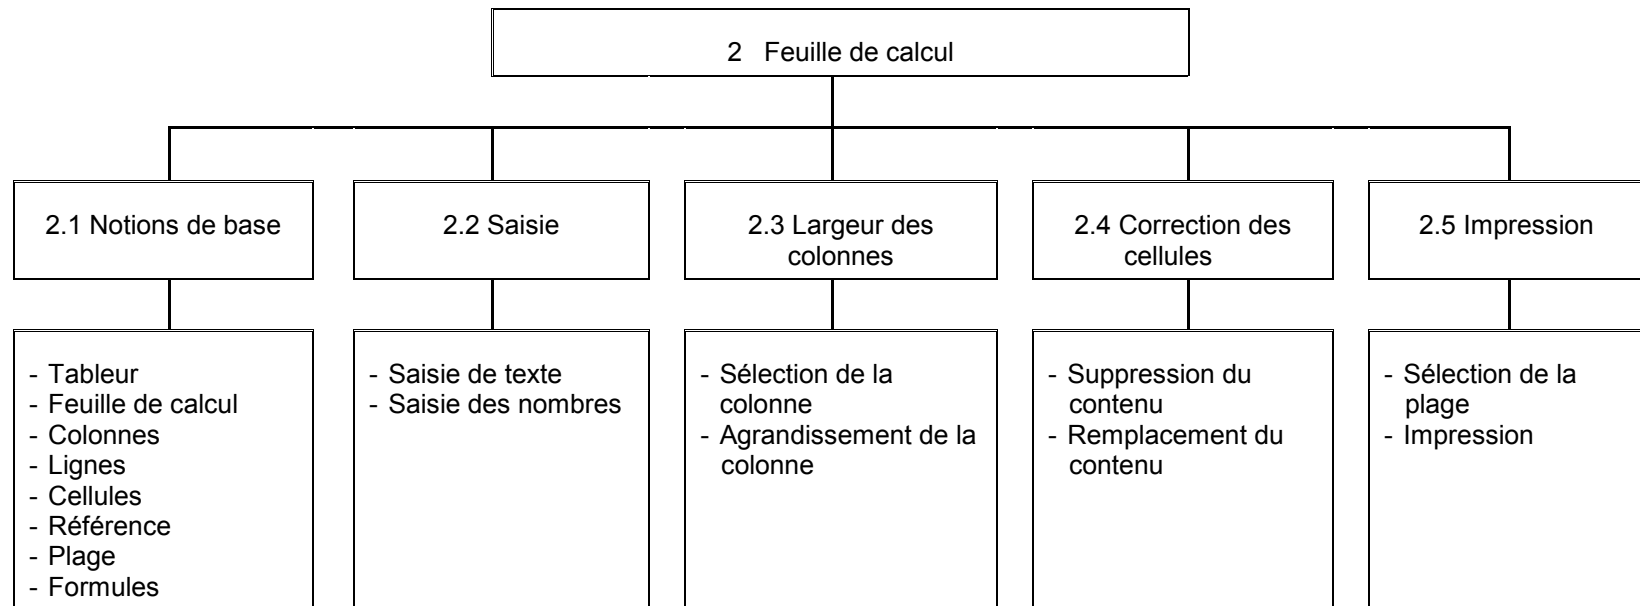 2 Feuille de calcul
2.1 Notions de base
2.2 Saisie
2.3 Largeur des
colonnes
2.4 Correction des
cellules
2.5 Impression
- Tableur
- Feuille de calcul
- Colonnes
- Lignes
- Cellules
- Référence
- Plage
- Formules
- Saisie de texte
- Saisie des nombres
- Sélection de la
colonne
- Agrandissement de la
colonne
- Suppression du
contenu
- Remplacement du
contenu
- Sélection de la
plage
- Impression